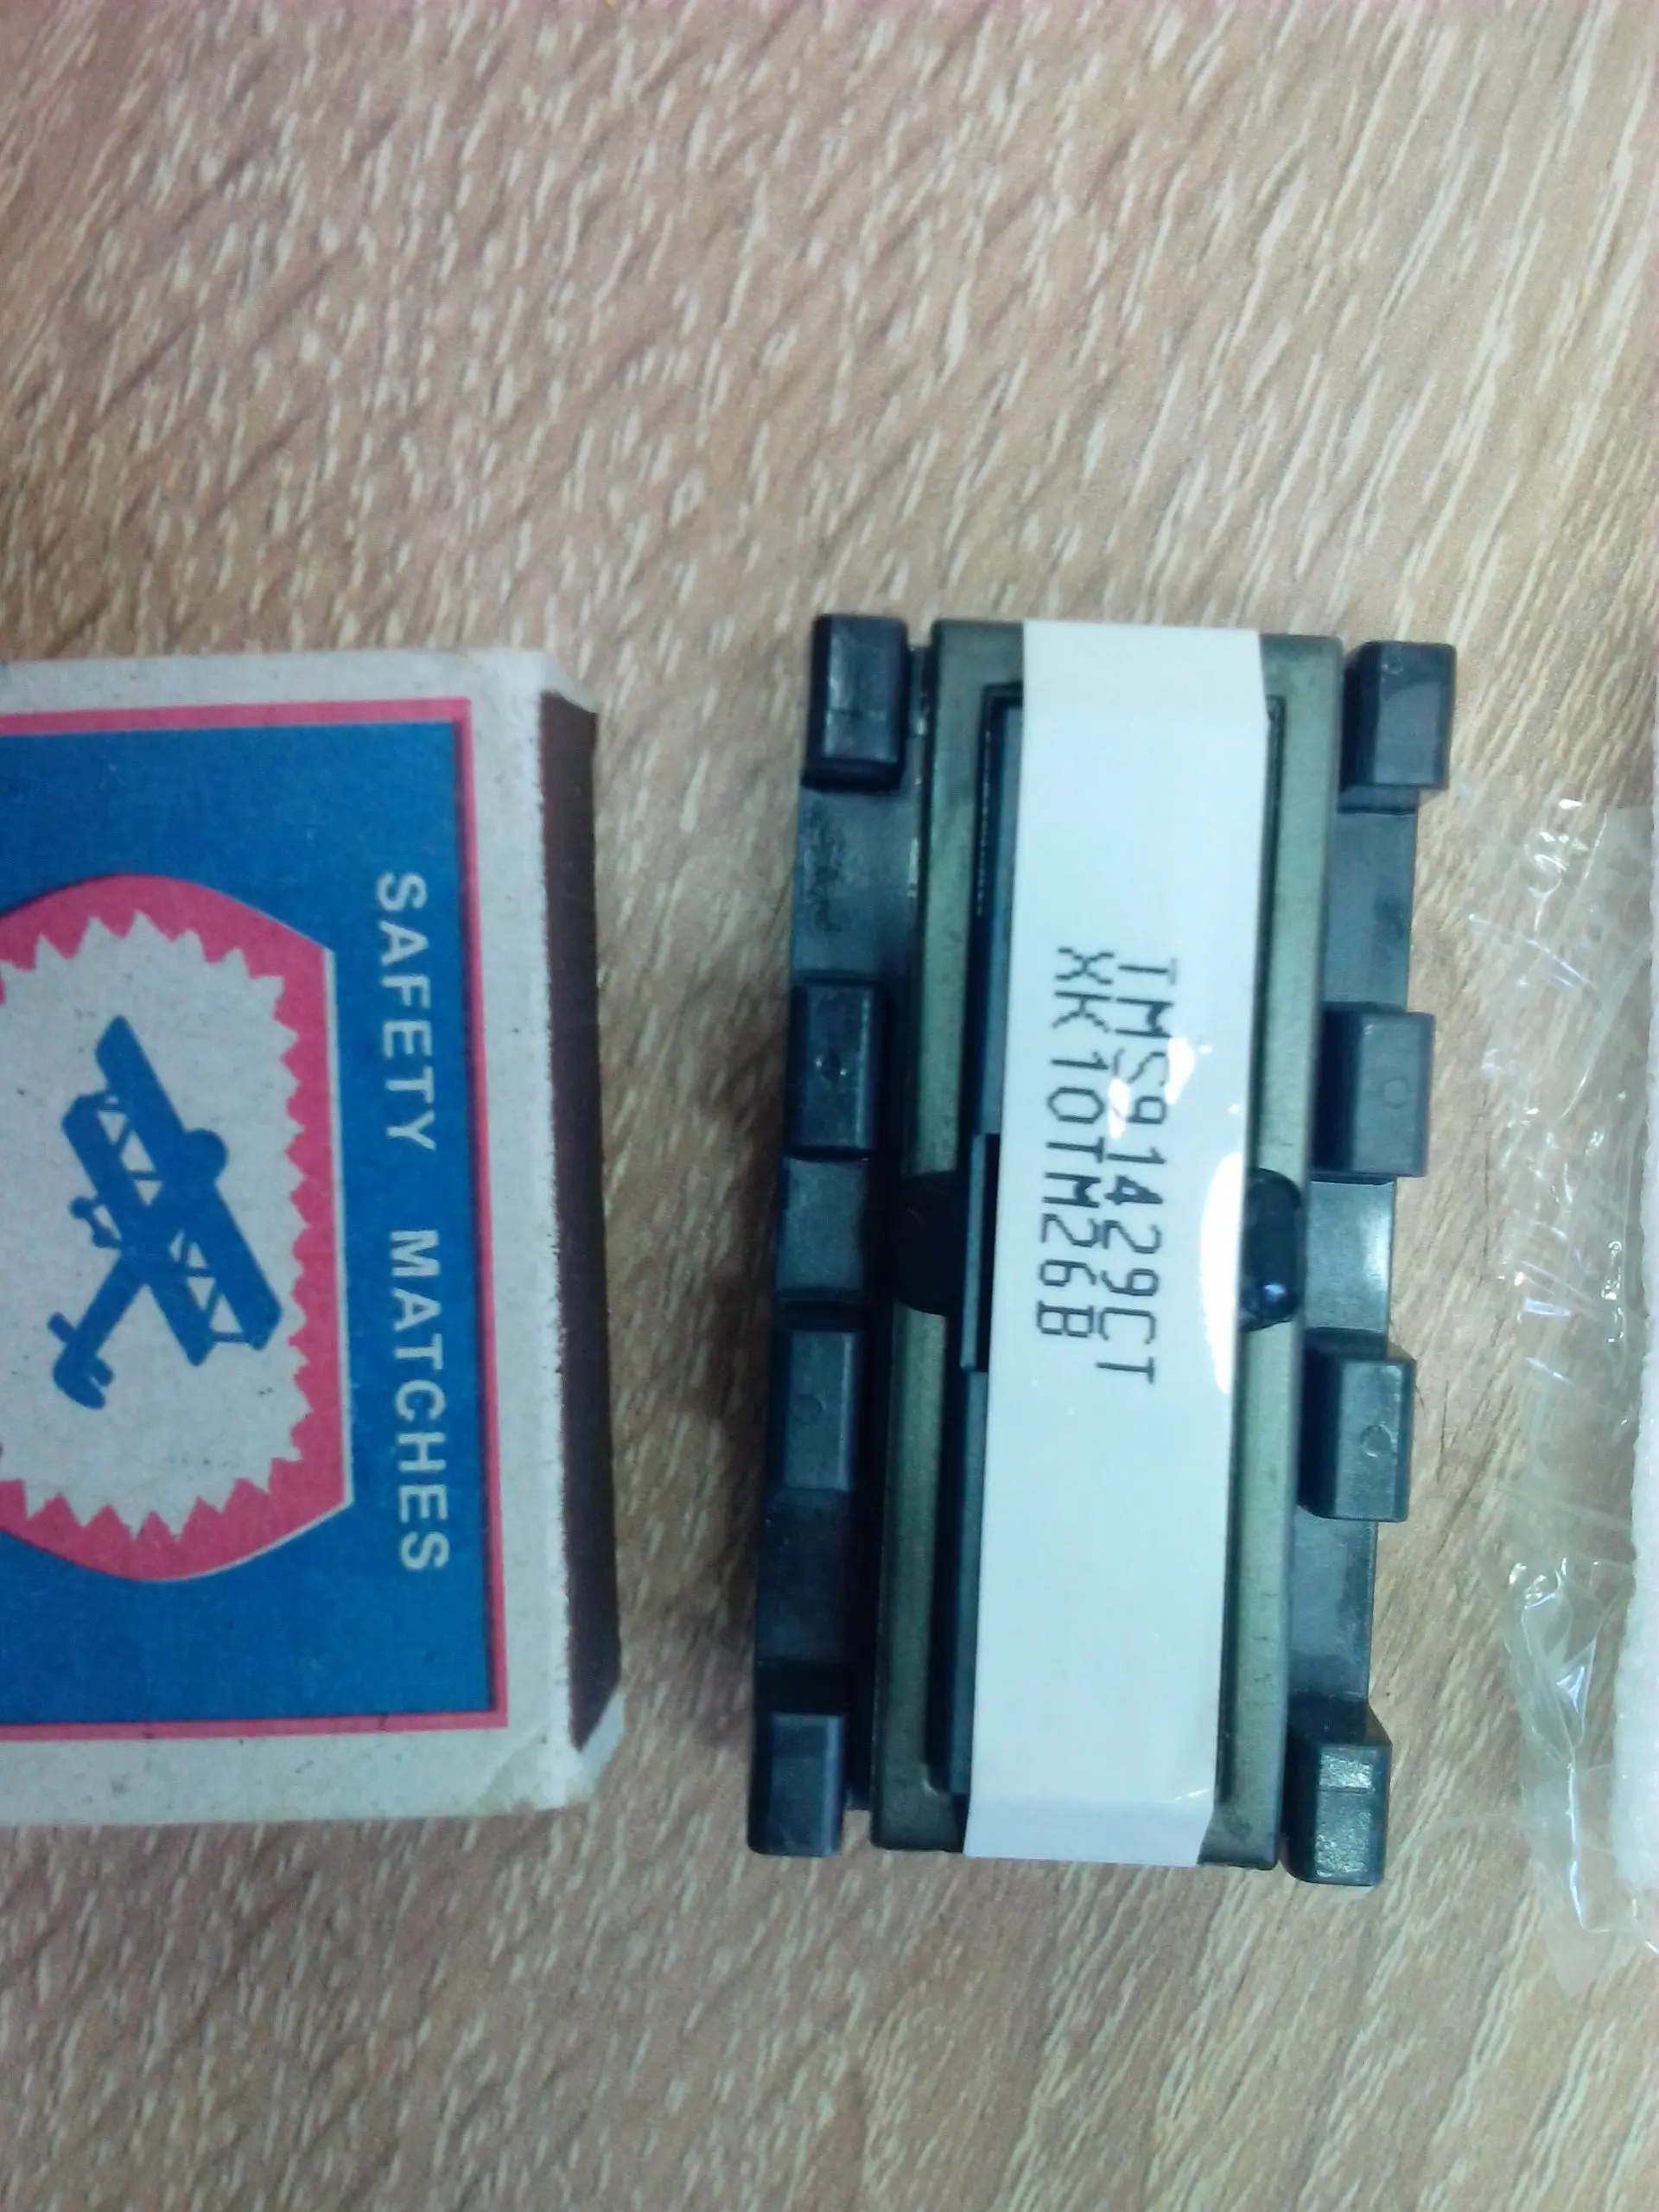 SAFETY MATCHES
TMS91429CT
XK10TM26B